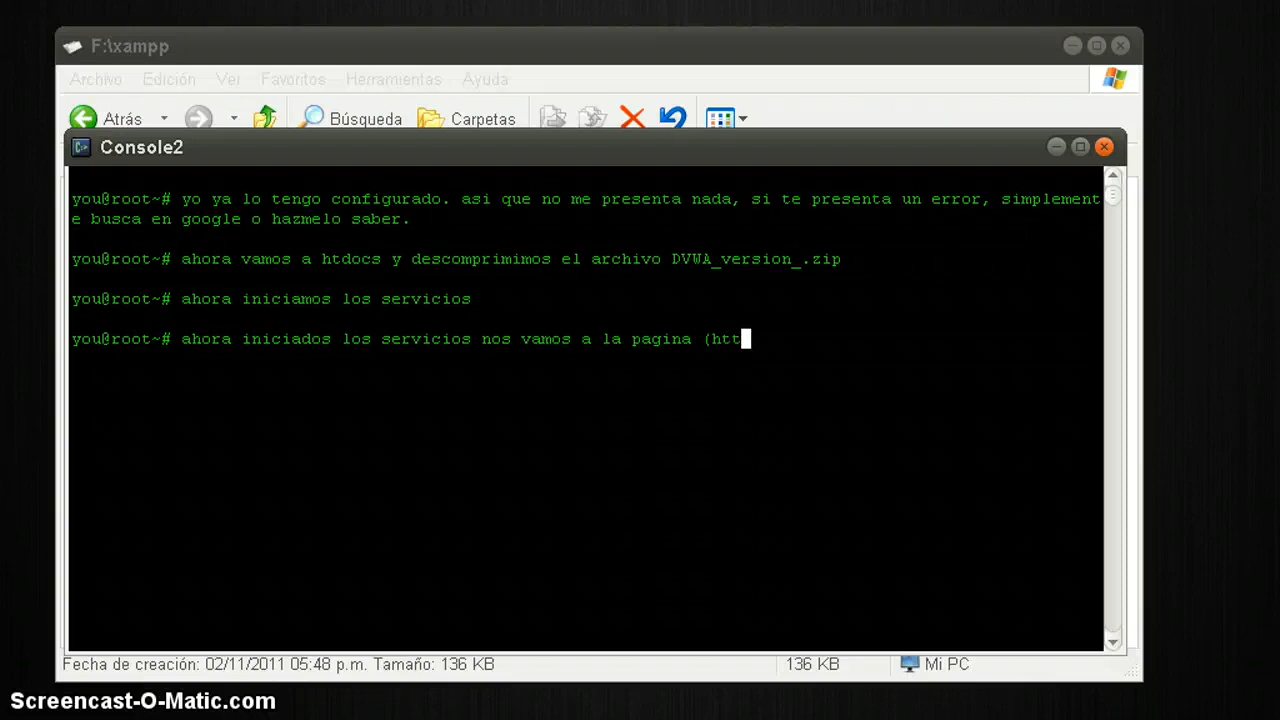 F:\xampp
Archivo Edición Ver Favoritos Herramientas Ayuda
Atrás Búsqueda Carpetas
Console2
you@root~# yo ya lo tengo configurado. asi que no me presenta nada, si te presenta un error, simplement
e busca en google o hazmelo saber.
you@root~# ahora vamos a htdocs y descomprimimos el archivo DVWA_version_.zip
you@root~# ahora iniciamos los servicios
you@root~# ahora iniciados los servicios nos vamos a la pagina (htt
Fecha de creación: 02/11/2011 05:48 p.m. Tamaño: 136 KB 136 KB Mi PC
Screencast-O-Matic.com